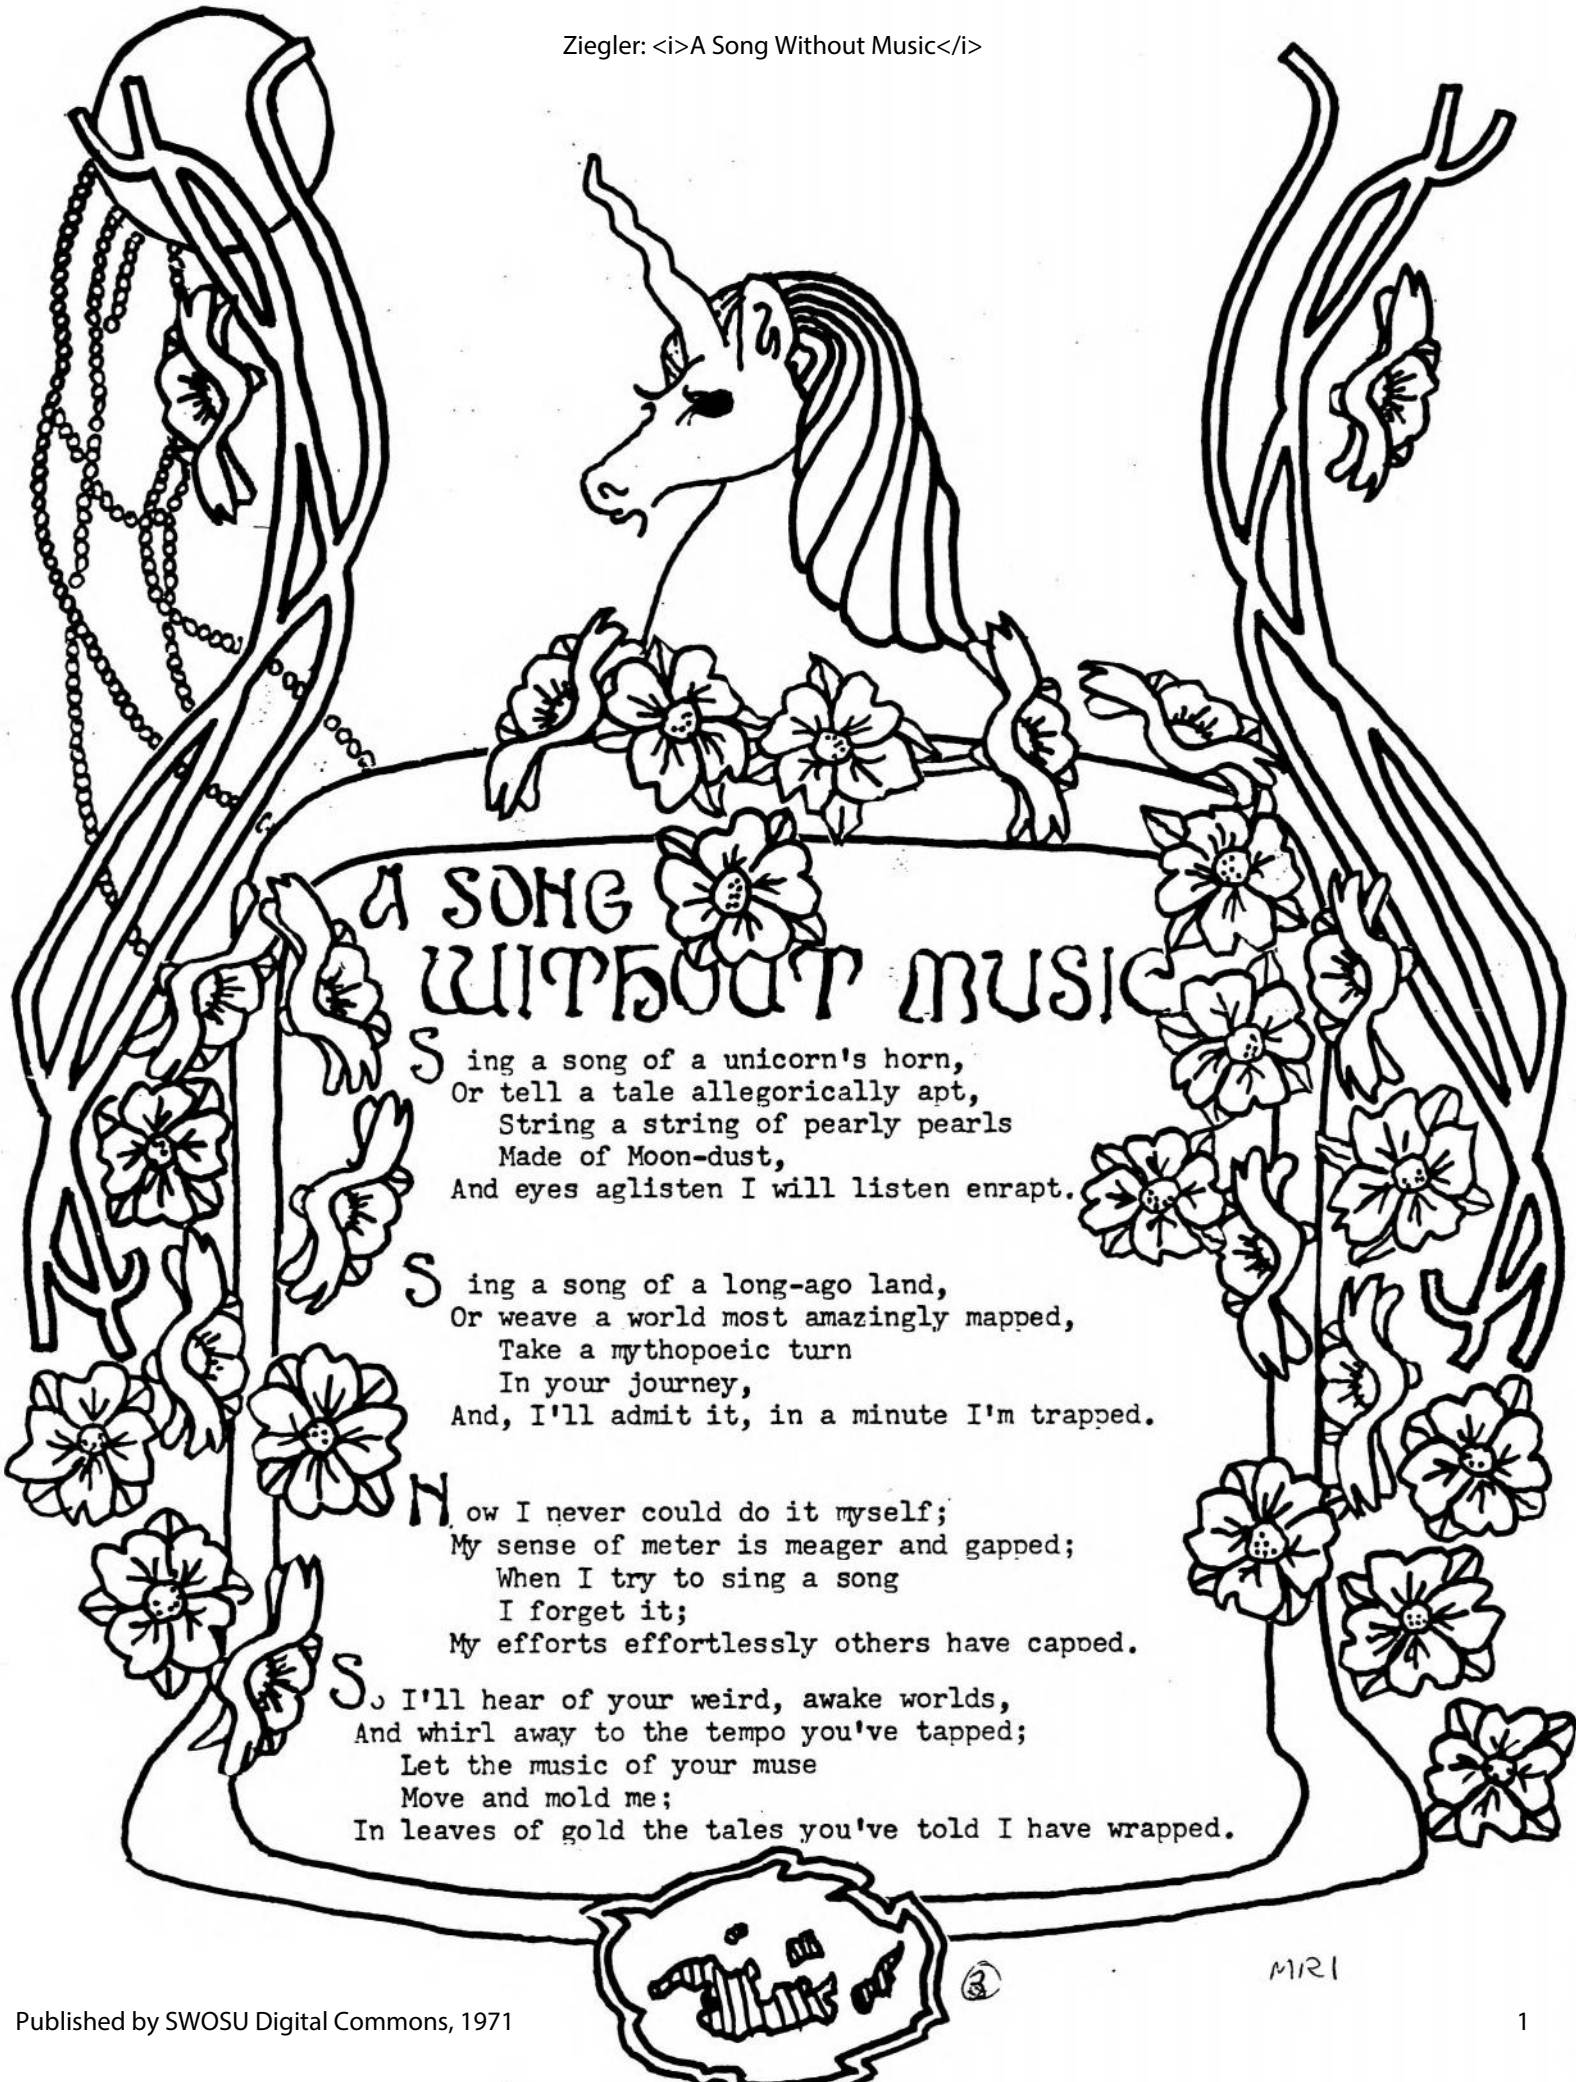 Ziegler: <i>A Song Without Music</i>
A SONG
WITHOUT MUSIC
Sing a song of a unicorn's horn,
Or tell a tale allegorically apt,
String a string of pearly pearls
Made of Moon-dust,
And eyes aglisten I will listen enrapt.
Sing a song of a long-ago land,
Or weave a world most amazingly mapped,
Take a mythopoeic turn
In your journey,
And, I'll admit it, in a minute I'm trapped.
Now I never could do it myself;
My sense of meter is meager and gapped;
When I try to sing a song
I forget it;
My efforts effortlessly others have capped.
So I'll hear of your weird, awake worlds,
And whirl away to the tempo you've tapped;
Let the music of your muse
Move and mold me;
In leaves of gold the tales you've told I have wrapped.
3
MRI
Published by SWOSU Digital Commons, 1971
1